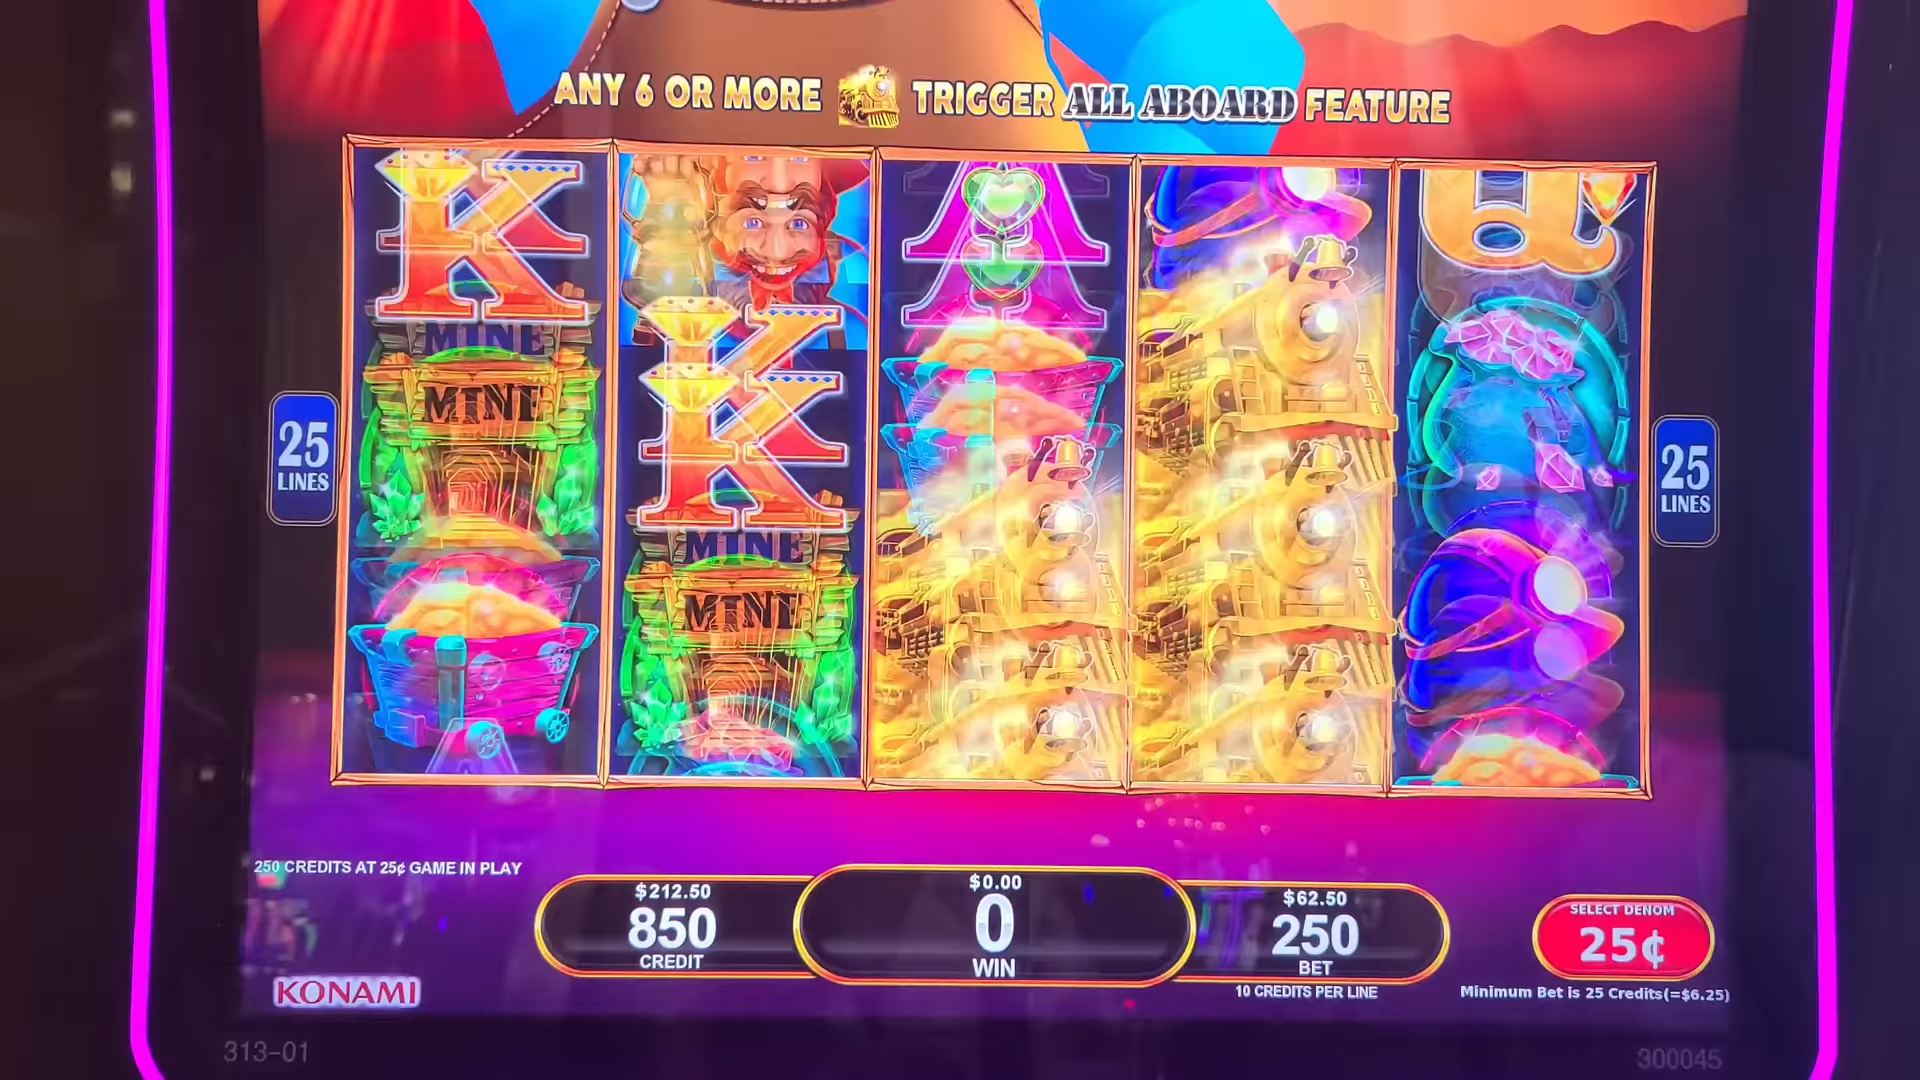 ANY 6 OR MORE TRIGGER ALL ABOARD FEATURE
K
A
Q
MINE
MINE
K
K
MINE
MINE
25
LINES
25
LINES
250 CREDITS AT 25¢ GAME IN PLAY
$212.50
850
CREDIT
$0.00
0
WIN
$62.50
250
BET
10 CREDITS PER LINE
SELECT DENOM
25¢
Minimum Bet is 25 Credits(=$6.25)
KONAMI
313-01
300045